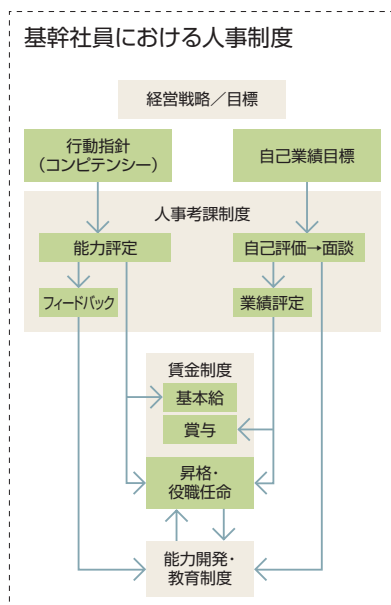 基幹社員における人事制度
経営戦略／目標
行動指針
（コンピテンシー）
自己業績目標
人事考課制度
能力評定
自己評価→面談
フィードバック
業績評定
賃金制度
基本給
賞与
昇格・
役職任命
能力開発・
教育制度